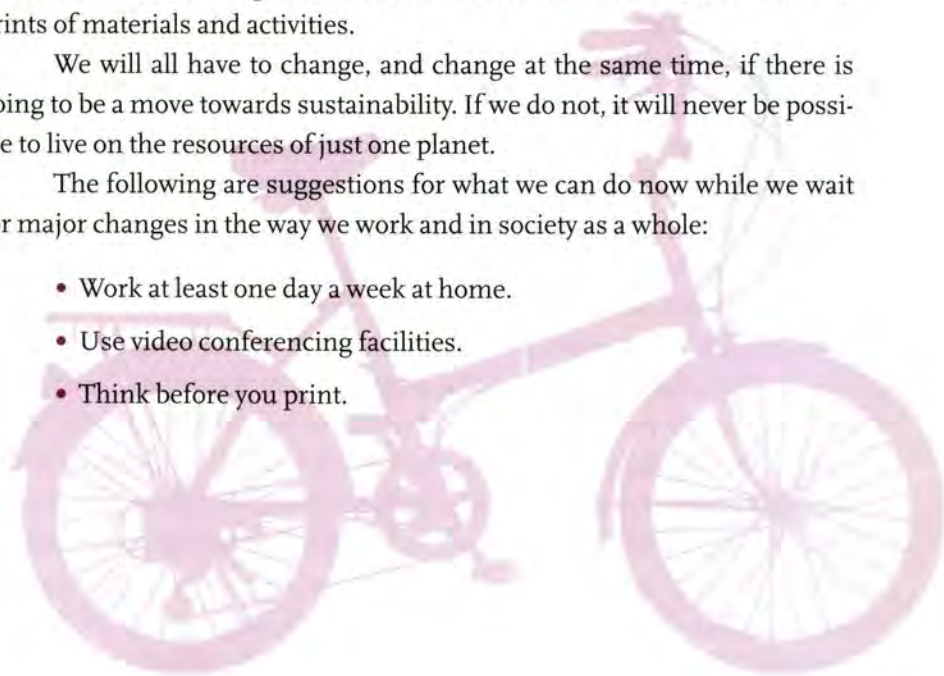 rints of materials and activities.
We will all have to change, and change at the same time, if there is
oing to be a move towards sustainability. If we do not, it will never be possi-
e to live on the resources of just one planet.
The following are suggestions for what we can do now while we wait
r major changes in the way we work and in society as a whole:
• Work at least one day a week at home.
• Use video conferencing facilities.
• Think before you print.